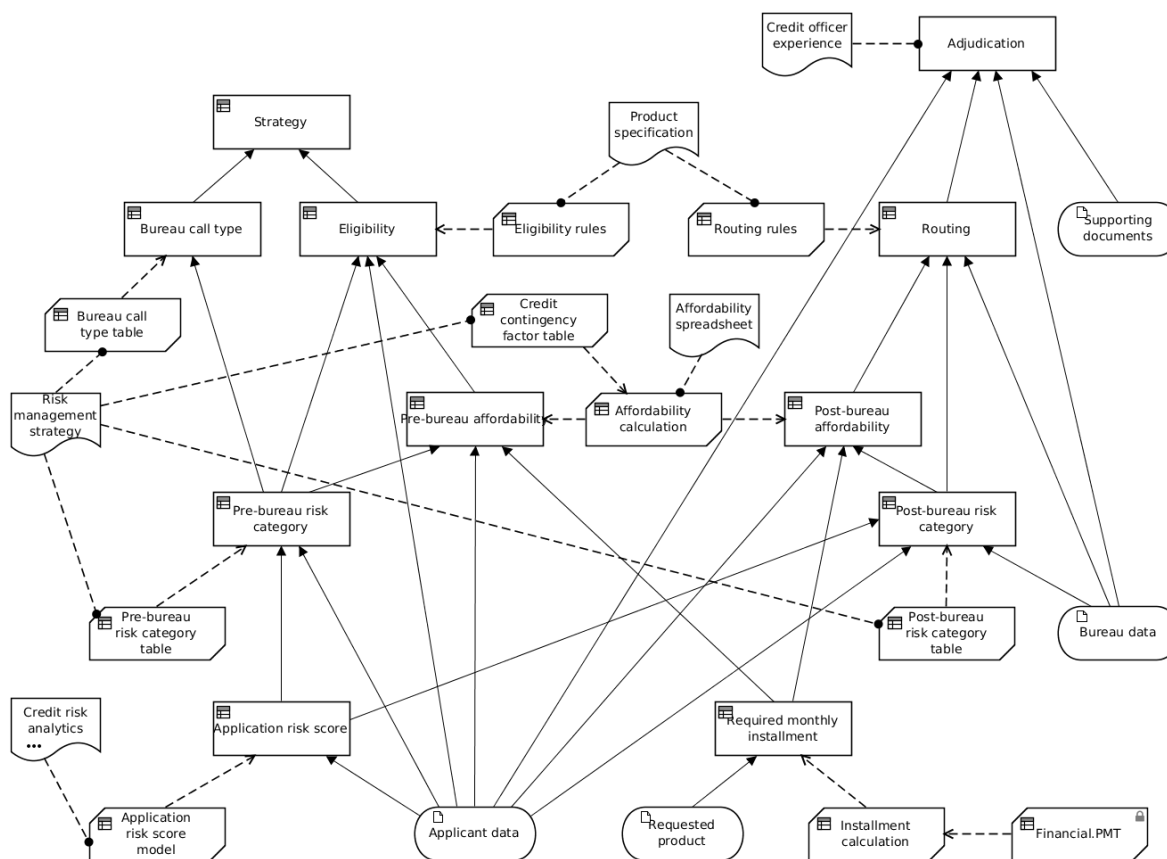 Credit officer
experience
Adjudication
Strategy
Product
specification
Bureau call type
Eligibility
Eligibility rules
Routing rules
Routing
Supporting
documents
Bureau call
type table
Credit
contingency
factor table
Affordability
spreadsheet
Risk
management
strategy
Pre-bureau affordability
Affordability
calculation
Post-bureau
affordability
Pre-bureau risk
category
Post-bureau risk
category
Pre-bureau
risk category
table
Post-bureau
risk category
table
Bureau data
Credit risk
analytics
Application risk score
Required monthly
installment
Application
risk score
model
Applicant data
Requested
product
Installment
calculation
Financial.PMT